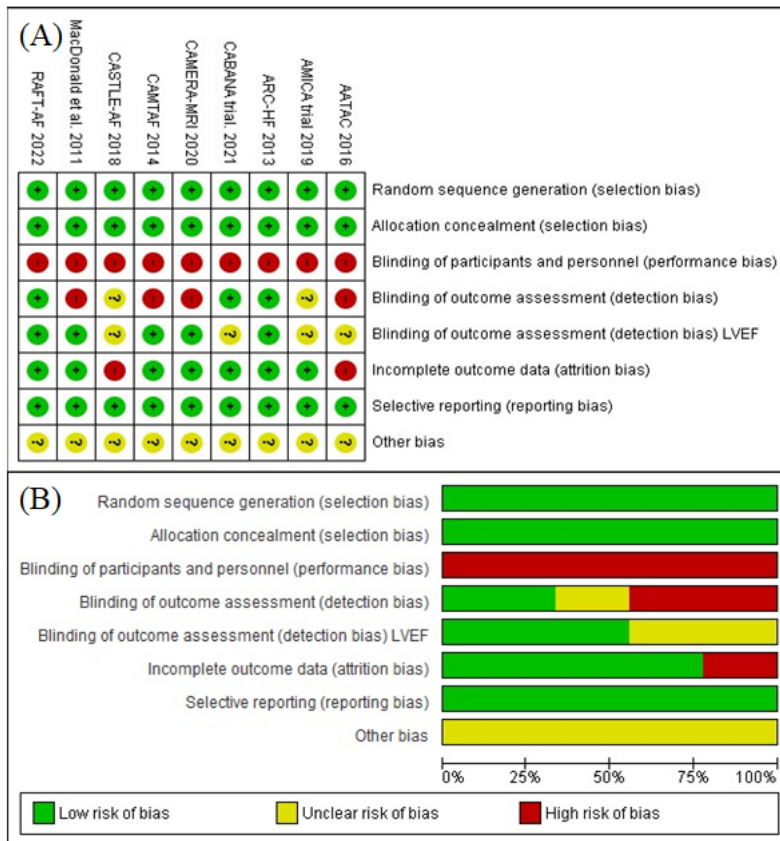 (A)
RAFT-AF 2022
MacDonald et al. 2011
CASTLE-AF 2018
CAMTAF 2014
CAMERA-MRI 2020
CABANA trial. 2021
ARC-HF 2013
AMICA trial 2019
AATAC 2016
+ + + + + + + + + Random sequence generation (selection bias)
+ + + + + + + + + Allocation concealment (selection bias)
- - - - - - - - - Blinding of participants and personnel (performance bias)
+ - ? - - + + ? - Blinding of outcome assessment (detection bias)
+ + ? + + ? + ? ? Blinding of outcome assessment (detection bias) LVEF
+ + - + + + + + - Incomplete outcome data (attrition bias)
+ + + + + + + + + Selective reporting (reporting bias)
? ? ? ? ? ? ? ? ? Other bias
(B)
Random sequence generation (selection bias)
Allocation concealment (selection bias)
Blinding of participants and personnel (performance bias)
Blinding of outcome assessment (detection bias)
Blinding of outcome assessment (detection bias) LVEF
Incomplete outcome data (attrition bias)
Selective reporting (reporting bias)
Other bias
0% 25% 50% 75% 100%
Low risk of bias Unclear risk of bias High risk of bias